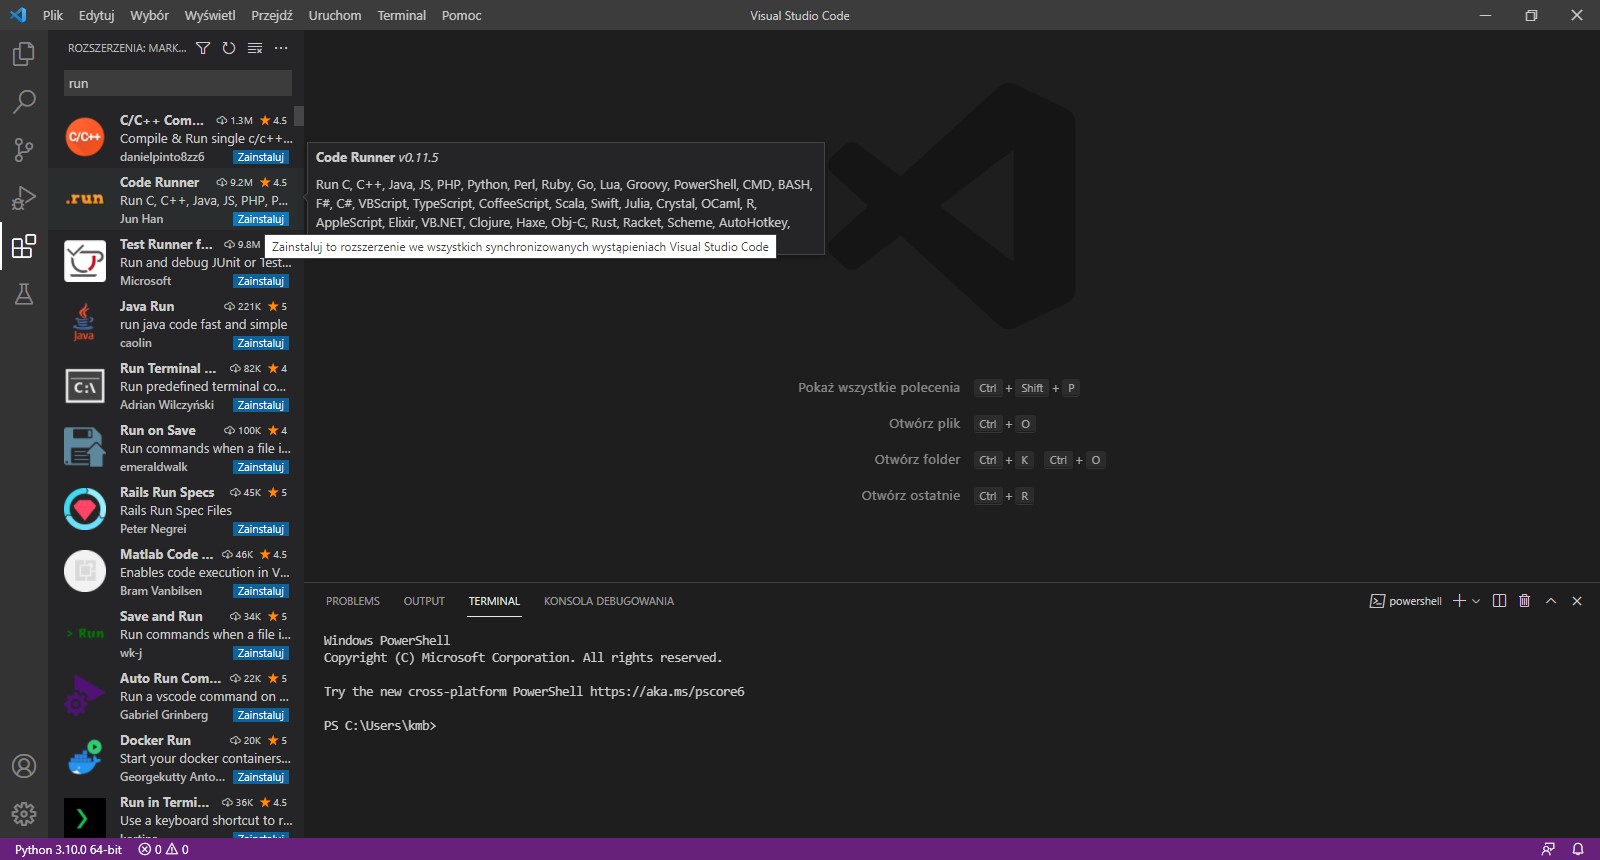 Plik Edytuj Wybór Wyświetl Przejdź Uruchom Terminal Pomoc
Visual Studio Code
ROZSZERZENIA: MARK...
run
C/C++ Com... 1.3M 4.5
Compile & Run single c/c++...
danielpinto8zz6 Zainstaluj
C/C++
Code Runner 9.2M 4.5
Run C, C++, Java, JS, PHP, P...
Jun Han Zainstaluj
.run
Test Runner f... 9.8M
Run and debug JUnit or Test...
Microsoft Zainstaluj
Java Run 221K 5
run java code fast and simple
caolin Zainstaluj
Java
Run Terminal ... 82K 4
Run predefined terminal co...
Adrian Wilczyński Zainstaluj
C:\
Run on Save 100K 4
Run commands when a file i...
emeraldwalk Zainstaluj
Rails Run Specs 45K 5
Rails Run Spec Files
Peter Negrei Zainstaluj
Matlab Code ... 46K 4.5
Enables code execution in V...
Bram Vanbilsen Zainstaluj
Save and Run 34K 5
Run commands when a file i...
wk-j Zainstaluj
> Run
Auto Run Com... 22K 5
Run a vscode command on ...
Gabriel Grinberg Zainstaluj
Docker Run 20K 5
Start your docker containers...
Georgekutty Anto... Zainstaluj
Run in Termi... 36K 4.5
Use a keyboard shortcut to r...
Code Runner v0.11.5
Run C, C++, Java, JS, PHP, Python, Perl, Ruby, Go, Lua, Groovy, PowerShell, CMD, BASH,
F#, C#, VBScript, TypeScript, CoffeeScript, Scala, Swift, Julia, Crystal, OCaml, R,
AppleScript, Elixir, VB.NET, Clojure, Haxe, Obj-C, Rust, Racket, Scheme, AutoHotkey,
Zainstaluj to rozszerzenie we wszystkich synchronizowanych wystąpieniach Visual Studio Code
Pokaż wszystkie polecenia Ctrl + Shift + P
Otwórz plik Ctrl + O
Otwórz folder Ctrl + K Ctrl + O
Otwórz ostatnie Ctrl + R
PROBLEMS OUTPUT TERMINAL KONSOLA DEBUGOWANIA
powershell
Windows PowerShell
Copyright (C) Microsoft Corporation. All rights reserved.
Try the new cross-platform PowerShell https://aka.ms/pscore6
PS C:\Users\kmb>
Python 3.10.0 64-bit 0 0